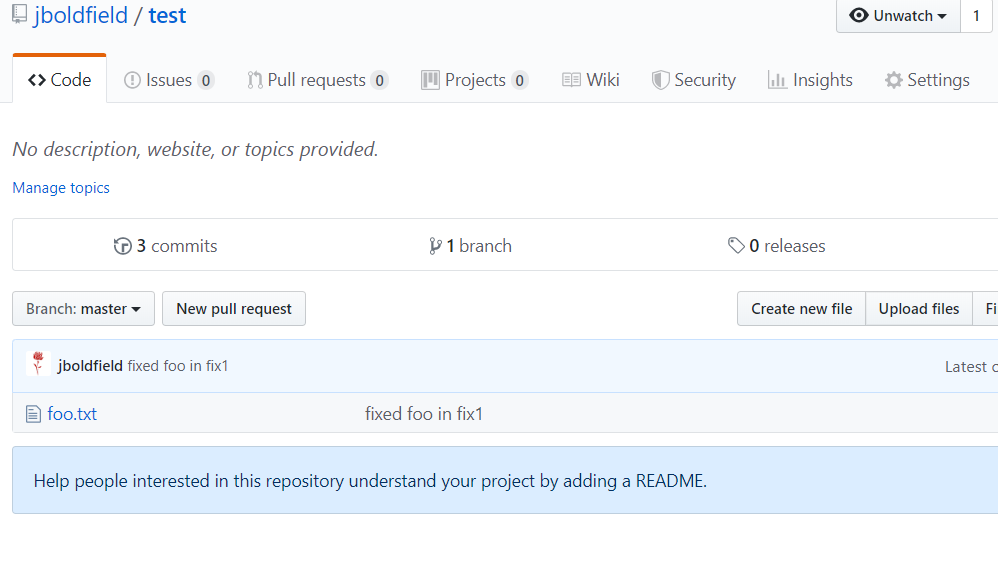 jboldfield / test
Unwatch 1
Code Issues 0 Pull requests 0 Projects 0 Wiki Security Insights Settings
No description, website, or topics provided.
Manage topics
3 commits 1 branch 0 releases
Branch: master New pull request Create new file Upload files Fi
jboldfield fixed foo in fix1 Latest c
foo.txt fixed foo in fix1
Help people interested in this repository understand your project by adding a README.